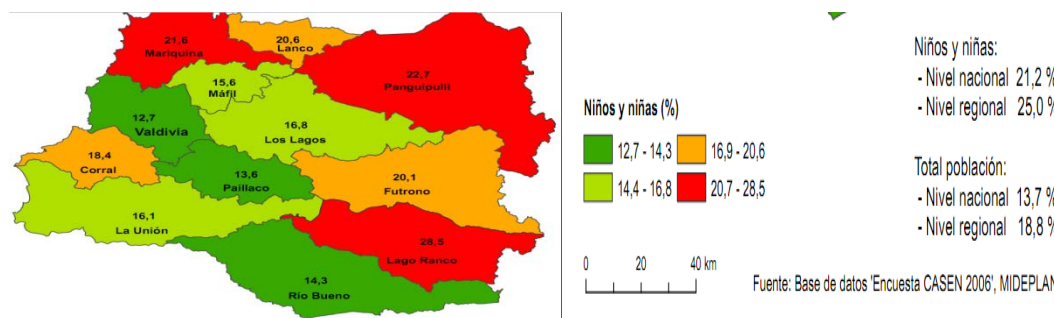 21,6
Mariquina
20,6
Lanco
22,7
Panguipulli
15,6
Máfil
12,7
Valdivia
16,8
Los Lagos
18,4
Corral
13,6
Paillaco
20,1
Futrono
16,1
La Unión
28,5
Lago Ranco
14,3
Río Bueno
Niños y niñas (%)
12,7 - 14,3
16,9 - 20,6
14,4 - 16,8
20,7 - 28,5
0 20 40 km
Niños y niñas:
- Nivel nacional 21,2 %
- Nivel regional 25,0 %
Total población:
- Nivel nacional 13,7 %
- Nivel regional 18,8 %
Fuente: Base de datos 'Encuesta CASEN 2006', MIDEPLAN